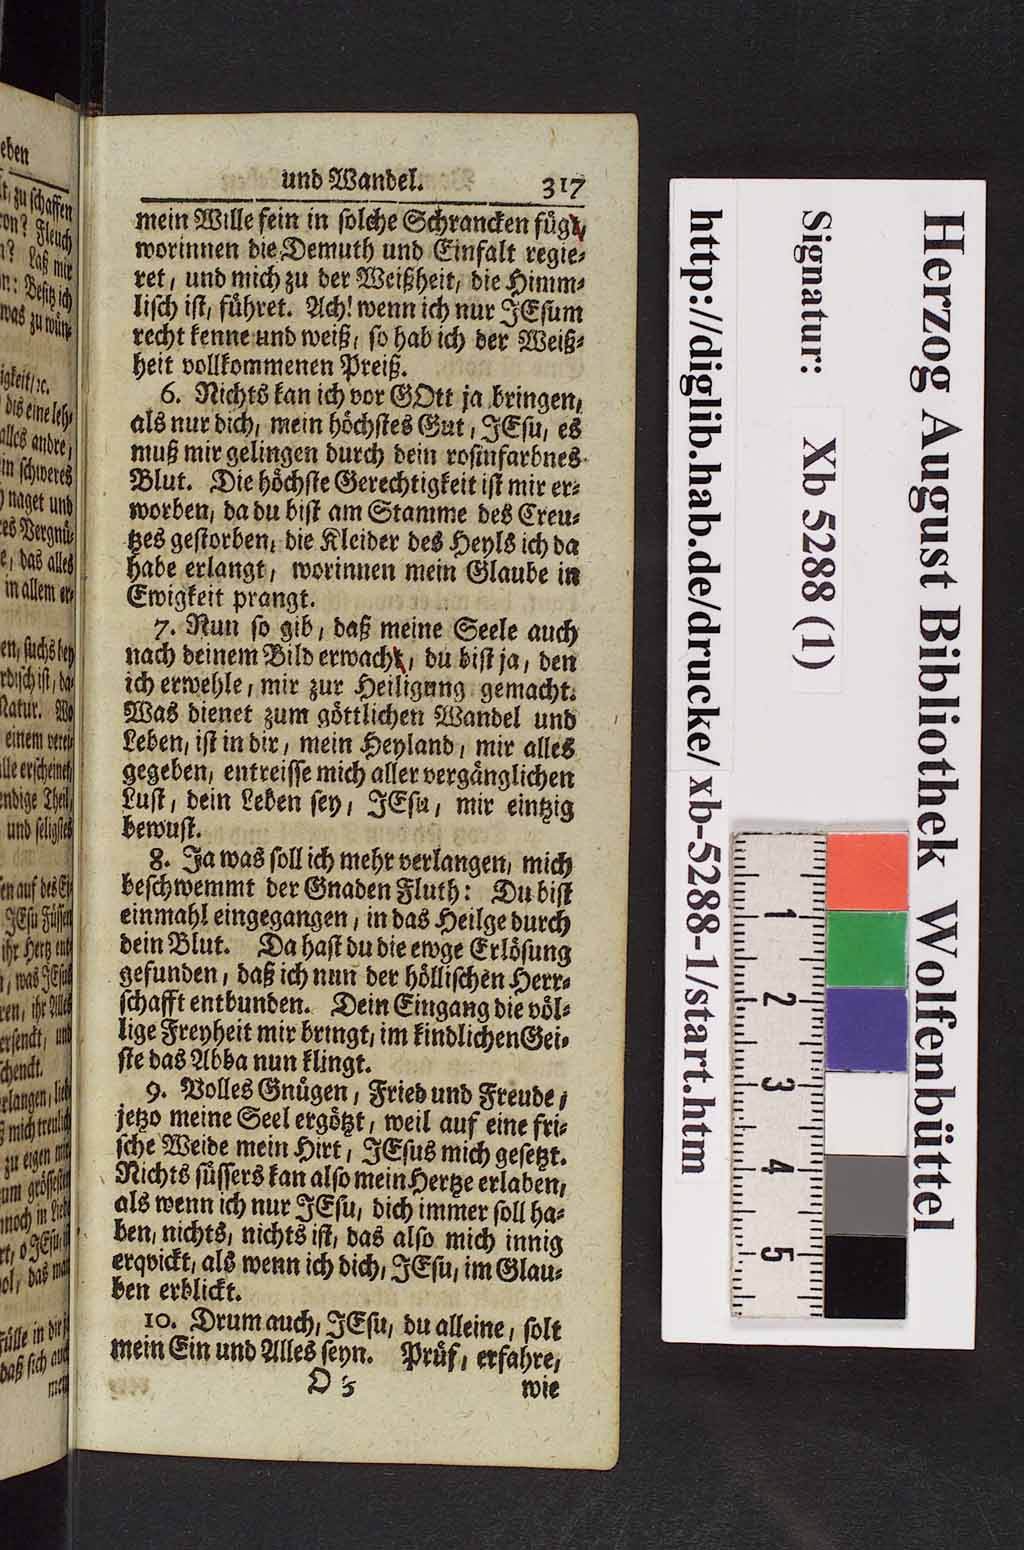 und Wandel. 317
mein Wille fein in solche Schrancken fügt,
worinnen die Demuth und Einfalt regie-
ret, und mich zu der Weißheit, die Himm-
lisch ist, führet. Ach! wenn ich nur JEsum
recht kenne und weiß, so hab ich der Weiß-
heit vollkommenen Preiß.
6. Nichts kan ich vor GOtt ja bringen,
als nur dich, mein höchstes Gut, JEsu, es
muß mir gelingen durch dein rosinfarbnes
Blut. Die höchste Gerechtigkeit ist mir er-
worben, da du bist am Stamme des Creu-
tzes gestorben, die Kleider des Heyls ich da
habe erlangt, worinnen mein Glaube in
Ewigkeit prangt.
7. Nun so gib, daß meine Seele auch
nach deinem Bild erwacht, du bist ja, den
ich erwehle, mir zur Heiligung gemacht.
Was dienet zum göttlichen Wandel und
Leben, ist in dir, mein Heyland, mir alles
gegeben, entreisse mich aller vergänglichen
Lust, dein Leben sey, JEsu, mir eintzig
bewust.
8. Ja was soll ich mehr verlangen, mich
beschwemmt der Gnaden Fluth: Du bist
einmahl eingegangen, in das Heilge durch
dein Blut. Da hast du die ewge Erlösung
gefunden, daß ich nun der höllischen Herr-
schafft entbunden. Dein Eingang die völ-
lige Freyheit mir bringt, im kindlichen Gei-
ste das Abba nun klingt.
9. Volles Gnügen, Fried und Freude,
jetzo meine Seel ergötzt, weil auf eine fri-
sche Weide mein Hirt, JEsus mich gesetzt.
Nichts süssers kan also mein Hertze erlaben,
als wenn ich nur JEsu, dich immer soll ha-
ben, nichts, nichts ist, das also mich innig
erqvickt, als wenn ich dich, JEsu, im Glau-
ben erblickt.
10. Drum auch, JEsu, du alleine, solt
mein Ein und Alles seyn. Prüf, erfahre,
O 3 wie
Herzog August Bibliothek Wolfenbüttel
Signatur: Xb 5288 (1)
http://diglib.hab.de/drucke/ xb-5288-1/start.htm
1
2
3
4
5